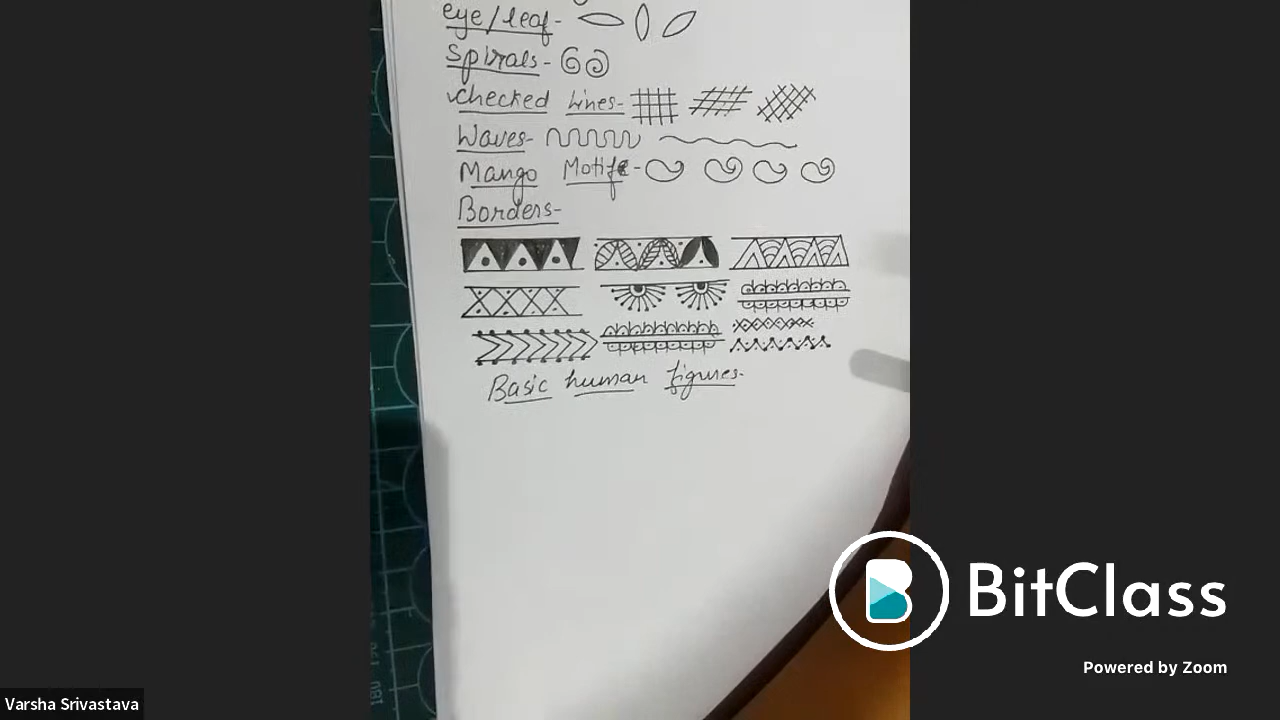 eye/leaf-
Spirals-
Checked Lines-
Waves-
Mango Motif-
Borders-
Basic human figures-
BitClass
Powered by Zoom
Varsha Srivastava